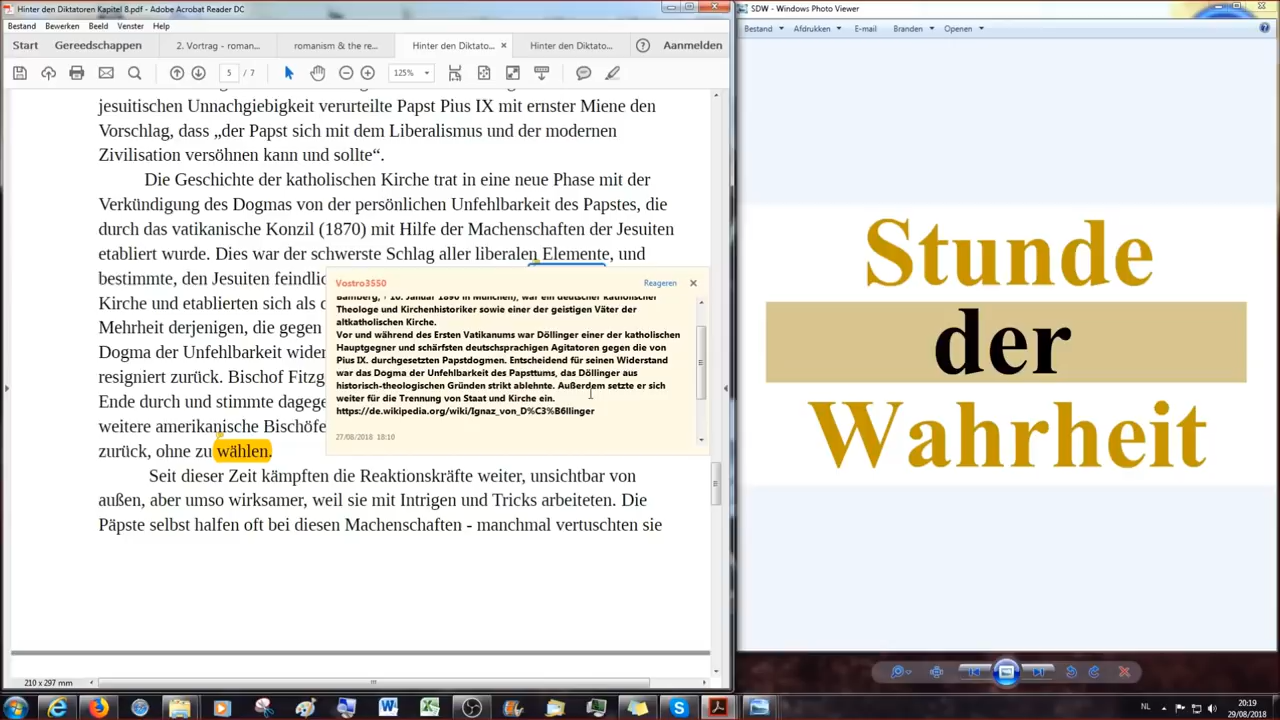 Hinter den Diktatoren Kapitel 8.pdf - Adobe Acrobat Reader DC
Bestand Bewerken Beeld Venster Help
Start Gereedschappen 2. Vortrag - roman... romanism & the re... Hinter den Diktato... × Hinter den Diktato... Anmelden
5 / 7 125%
jesuitischen Unnachgiebigkeit verurteilte Papst Pius IX mit ernster Miene den
Vorschlag, dass „der Papst sich mit dem Liberalismus und der modernen
Zivilisation versöhnen kann und sollte“.
Die Geschichte der katholischen Kirche trat in eine neue Phase mit der
Verkündigung des Dogmas von der persönlichen Unfehlbarkeit des Papstes, die
durch das vatikanische Konzil (1870) mit Hilfe der Machenschaften der Jesuiten
etabliert wurde. Dies war der schwerste Schlag aller liberalen Elemente, und
bestimmte, den Jesuiten feindlic
Kirche und etablierten sich als d
Mehrheit derjenigen, die gegen
Dogma der Unfehlbarkeit wider
resigniert zurück. Bischof Fitzg
Ende durch und stimmte dagege
weitere amerikanische Bischöfe
zurück, ohne zu wählen.
Seit dieser Zeit kämpften die Reaktionskräfte weiter, unsichtbar von
außen, aber umso wirksamer, weil sie mit Intrigen und Tricks arbeiteten. Die
Päpste selbst halfen oft bei diesen Machenschaften - manchmal vertuschten sie
210 x 297 mm
Vostro3550 Reageren
Bamberg, † 10. Januar 1890 in München), war ein deutscher katholischer
Theologe und Kirchenhistoriker sowie einer der geistigen Väter der
altkatholischen Kirche.
Vor und während des Ersten Vatikanums war Döllinger einer der katholischen
Hauptgegner und schärfsten deutschsprachigen Agitatoren gegen die von
Pius IX. durchgesetzten Papstdogmen. Entscheidend für seinen Widerstand
war das Dogma der Unfehlbarkeit des Papsttums, das Döllinger aus
historisch-theologischen Gründen strikt ablehnte. Außerdem setzte er sich
weiter für die Trennung von Staat und Kirche ein.
https://de.wikipedia.org/wiki/Ignaz_von_D%C3%B6llinger
27/08/2018 18:10
SDW - Windows Photo Viewer
Bestand Afdrukken E-mail Branden Openen
Stunde
der
Wahrheit
NL
20:19
29/08/2018